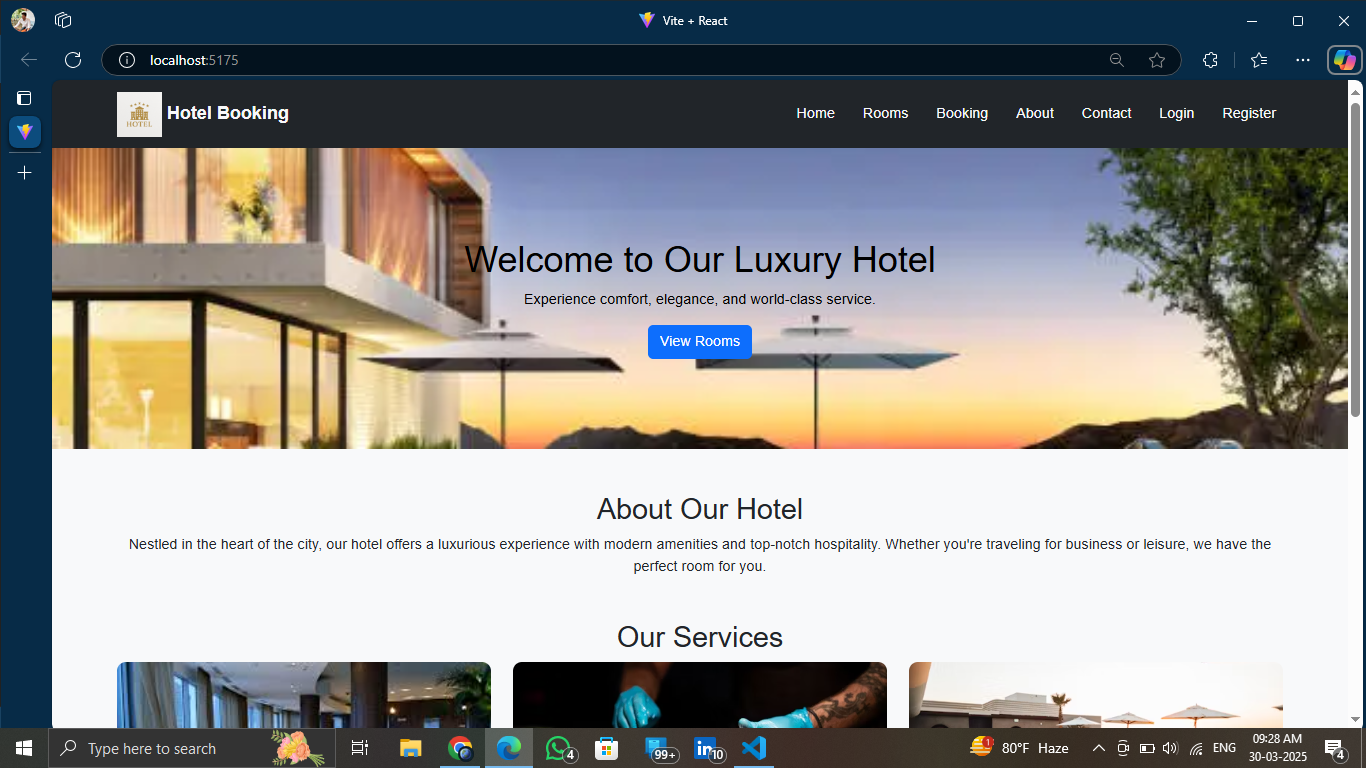 Vite + React
localhost:5175
HOTEL
Hotel Booking
Home
Rooms
Booking
About
Contact
Login
Register
Welcome to Our Luxury Hotel
Experience comfort, elegance, and world-class service.
View Rooms
About Our Hotel
Nestled in the heart of the city, our hotel offers a luxurious experience with modern amenities and top-notch hospitality. Whether you're traveling for business or leisure, we have the
perfect room for you.
Our Services
Type here to search
4
99+
in
10
1
80°F Haze
ENG
09:28 AM
30-03-2025
4